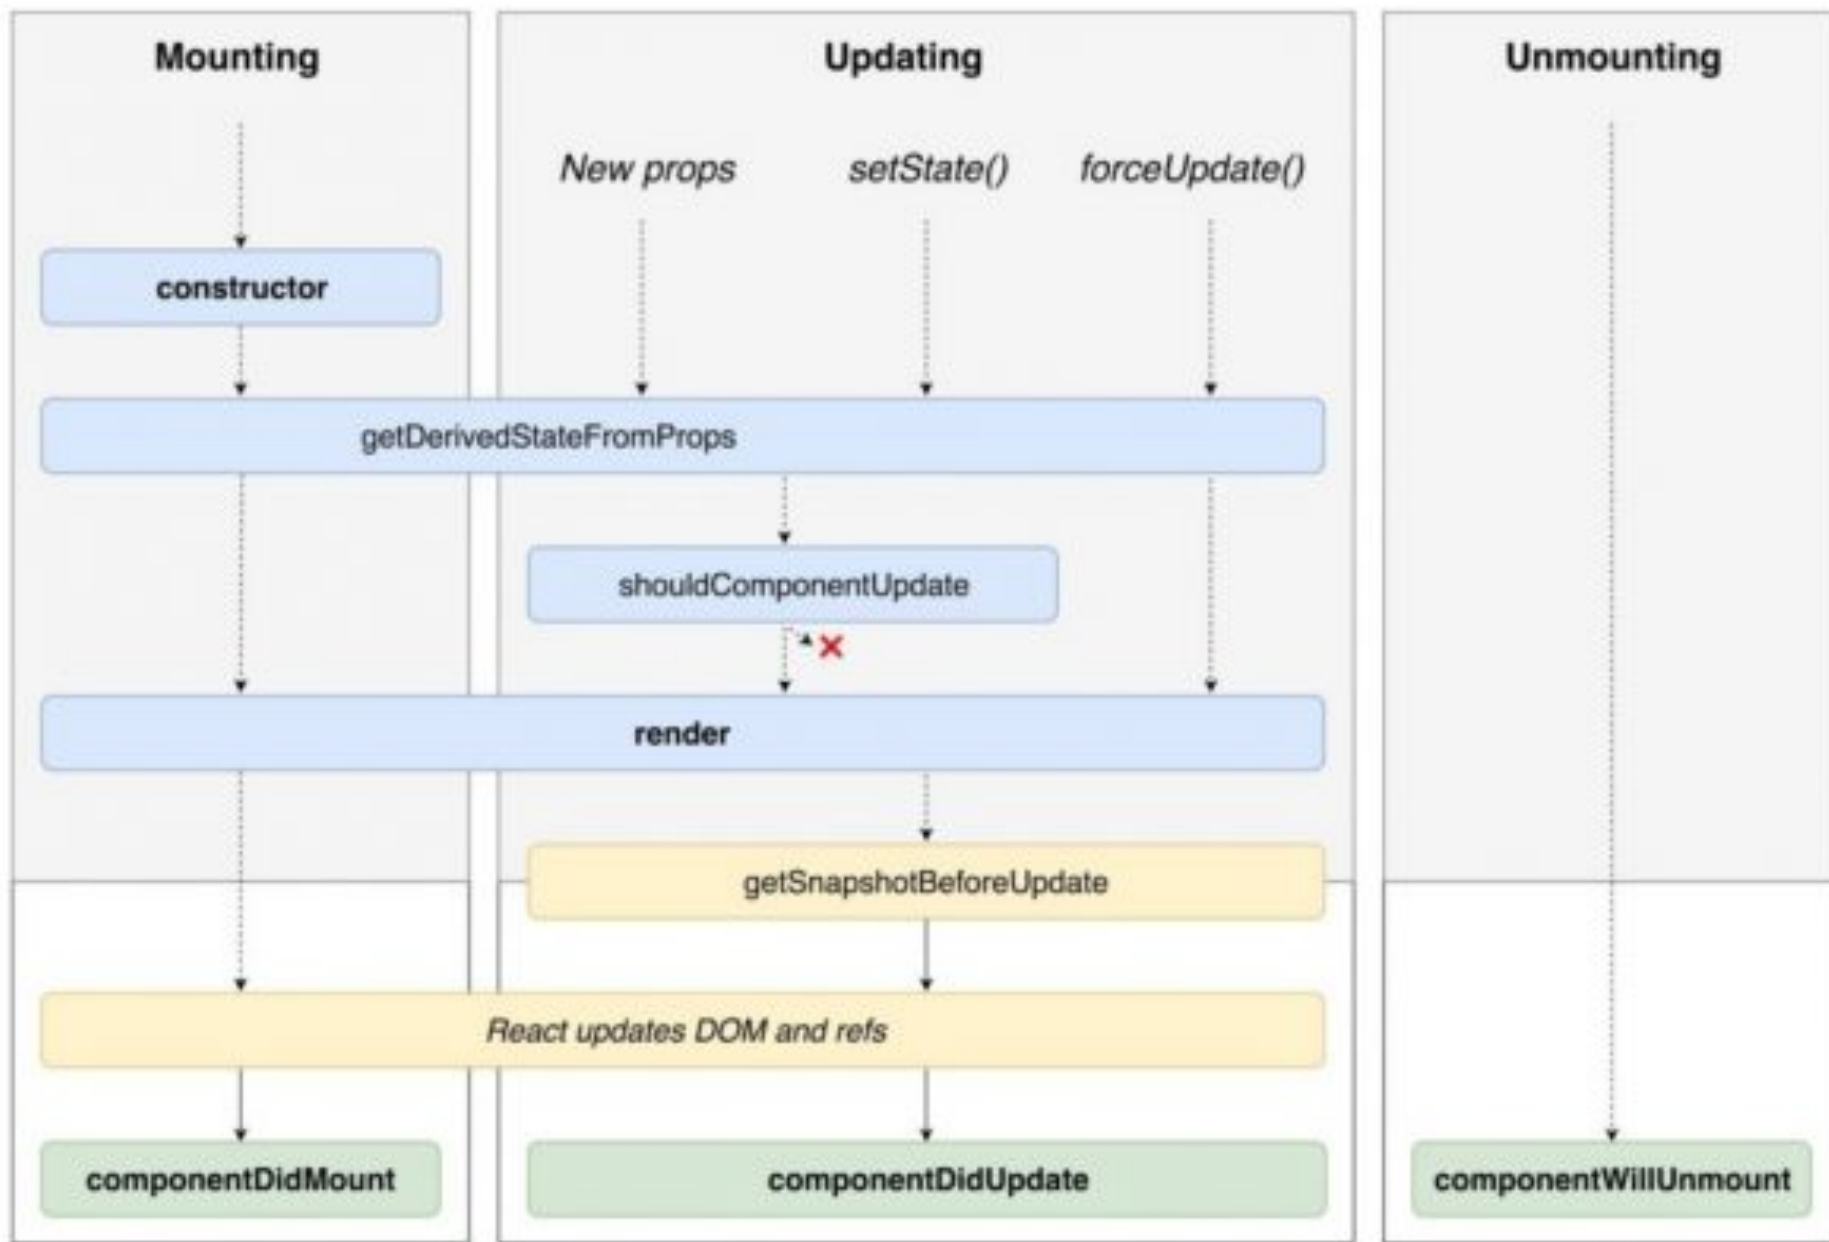 Mounting
Updating
Unmounting
New props
setState()
forceUpdate()
constructor
getDerivedStateFromProps
shouldComponentUpdate
render
getSnapshotBeforeUpdate
React updates DOM and refs
componentDidMount
componentDidUpdate
componentWillUnmount